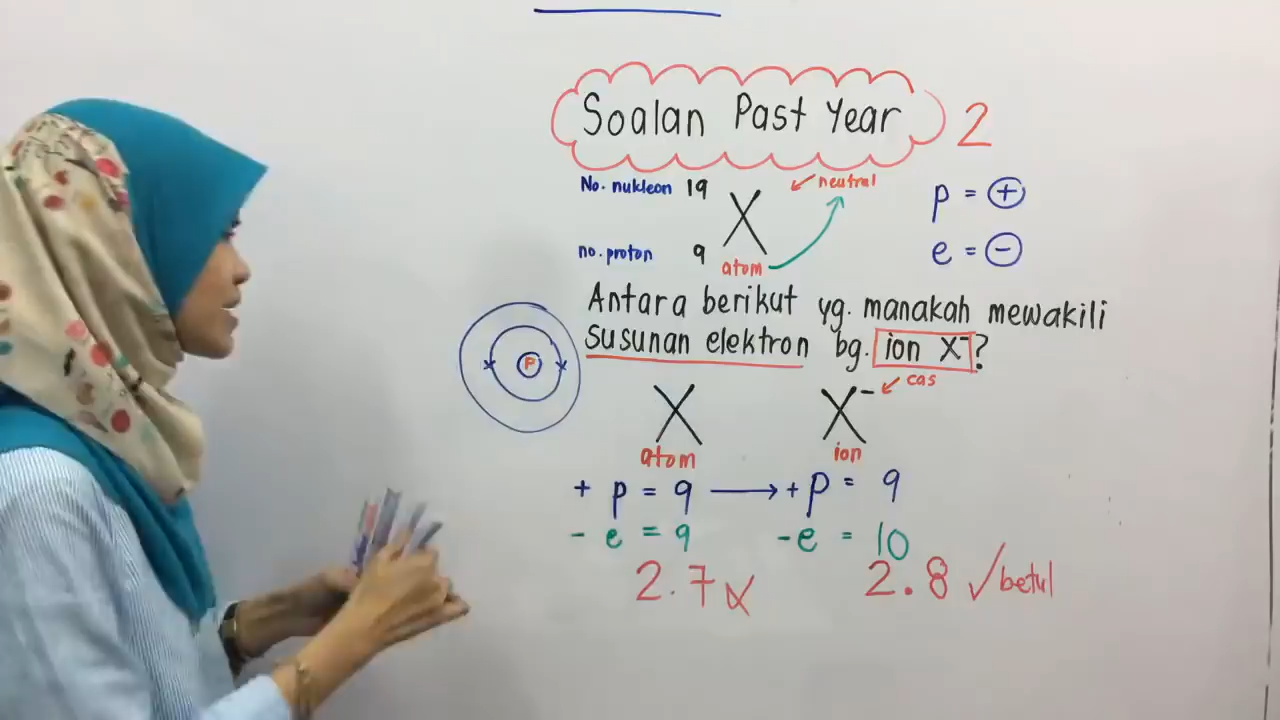 Soalan Past Year 2
No. nukleon 19 X neutral
no. proton 9
atom
p = +
e = −
Antara berikut yg. manakah mewakili
susunan elektron bg. ion X⁻?
P
X X⁻ cas
atom ion
+ p = 9 → + p = 9
- e = 9 - e = 10
2.7 x 2.8 ✓ betul